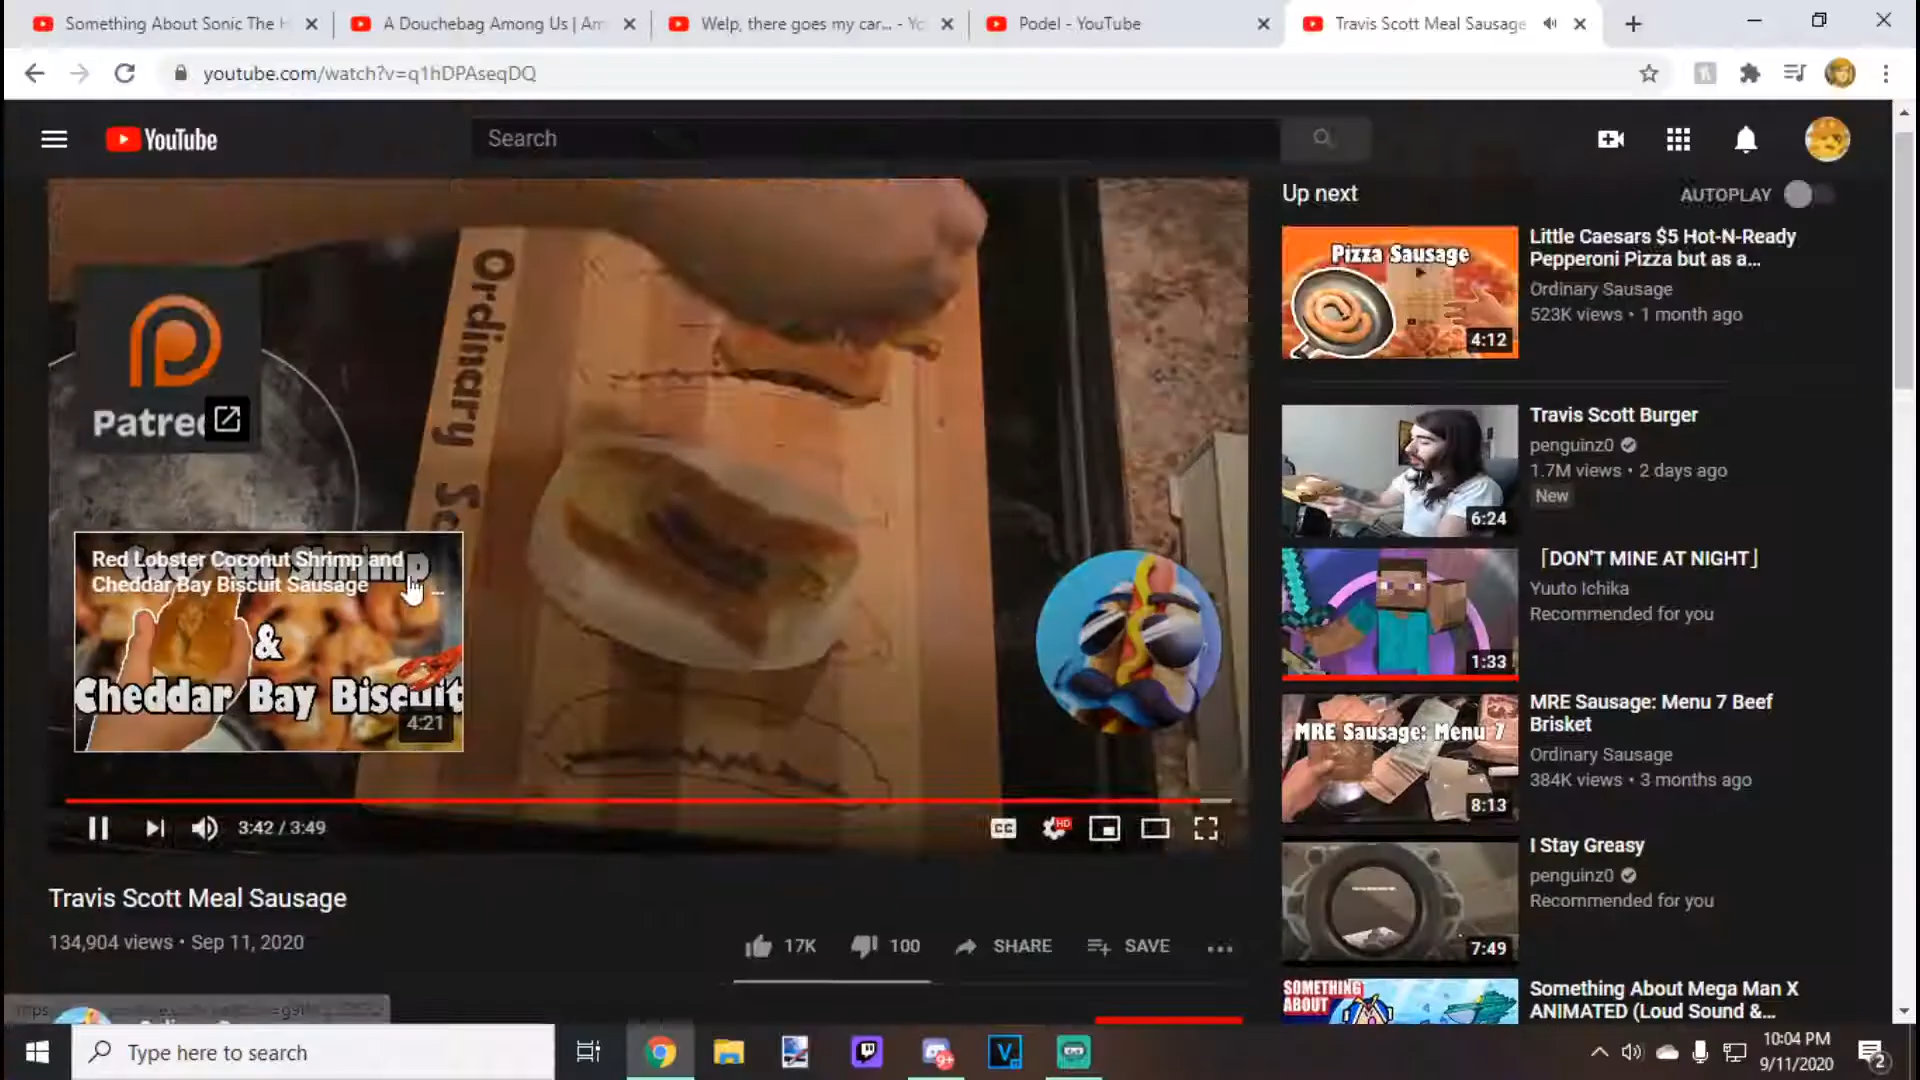 Something About Sonic The H
A Douchebag Among Us | Am
Welp, there goes my car... - Yo
Podel - YouTube
Travis Scott Meal Sausage
youtube.com/watch?v=q1hDPAseqDQ
YouTube
Search
Ordinary
Patreo
Red Lobster Coconut Shrimp and
Cheddar Bay Biscuit Sausage ...
Coconut Shrimp
&
Cheddar Bay Biscuit
4:21
3:42 / 3:49
CC
HD
Travis Scott Meal Sausage
134,904 views • Sep 11, 2020
17K
100
SHARE
SAVE
Up next
AUTOPLAY
Pizza Sausage
4:12
Little Caesars $5 Hot-N-Ready
Pepperoni Pizza but as a...
Ordinary Sausage
523K views • 1 month ago
6:24
Travis Scott Burger
penguinz0
1.7M views • 2 days ago
New
1:33
「DON'T MINE AT NIGHT」
Yuuto Ichika
Recommended for you
MRE Sausage: Menu 7
8:13
MRE Sausage: Menu 7 Beef
Brisket
Ordinary Sausage
384K views • 3 months ago
7:49
I Stay Greasy
penguinz0
Recommended for you
SOMETHING
ABOUT
Something About Mega Man X
ANIMATED (Loud Sound &...
Type here to search
9+
V
10:04 PM
9/11/2020
2